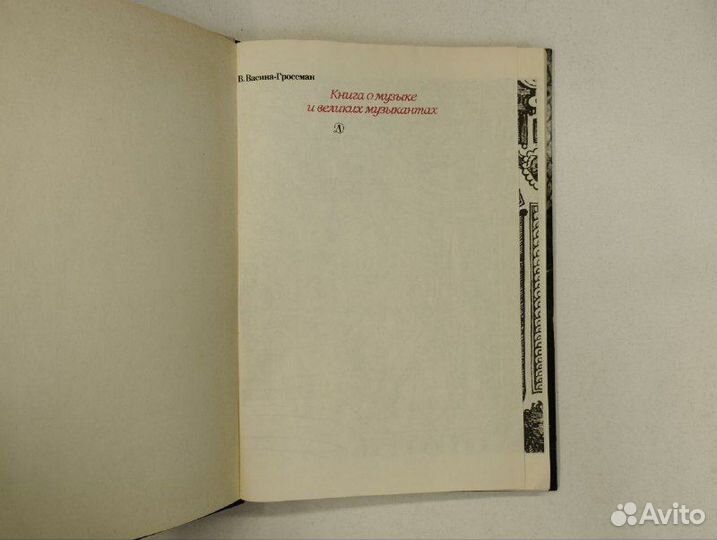 В.Васина-Гроссман
Книга о музыке
и великих музыкантах
Д
Avito